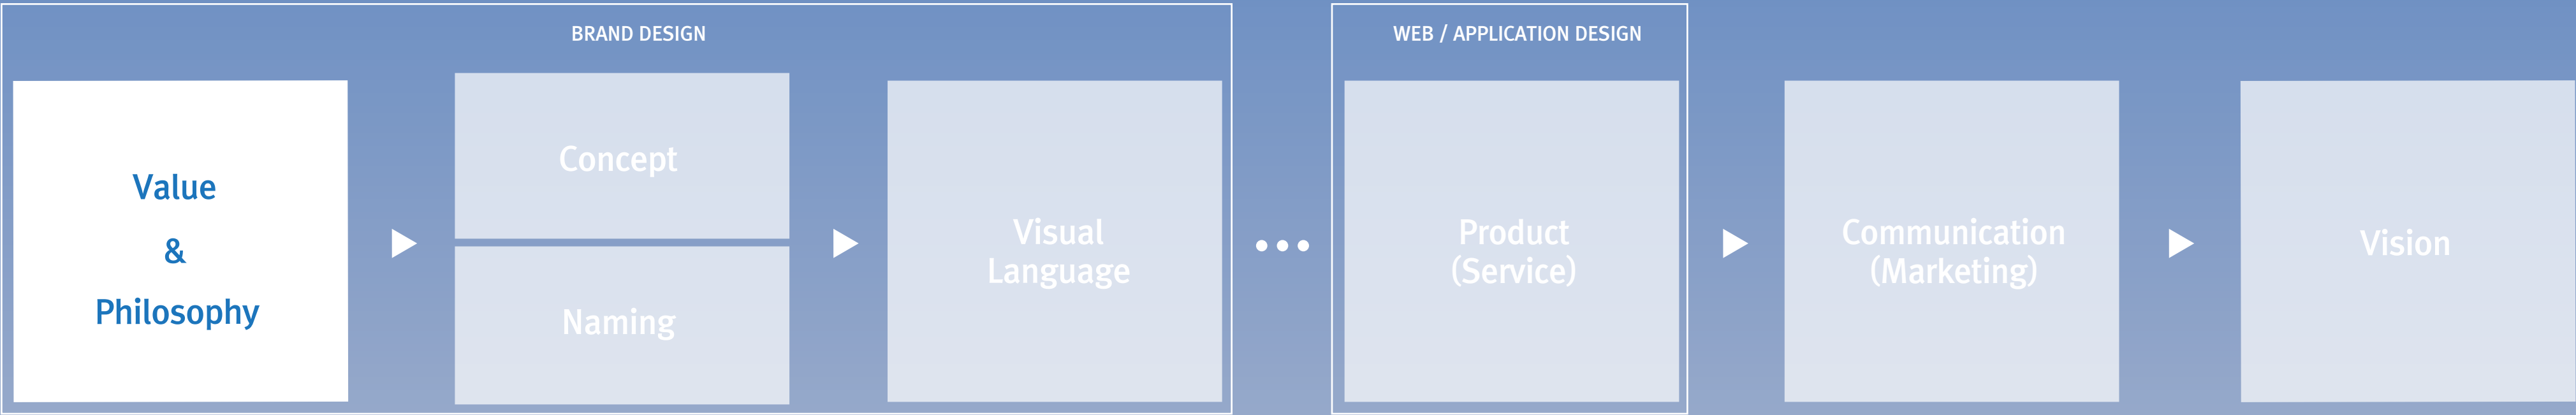 BRAND DESIGN
Value
&
Philosophy
Concept
Naming
Visual
Language
WEB / APPLICATION DESIGN
Product
(Service)
Communication
(Marketing)
Vision